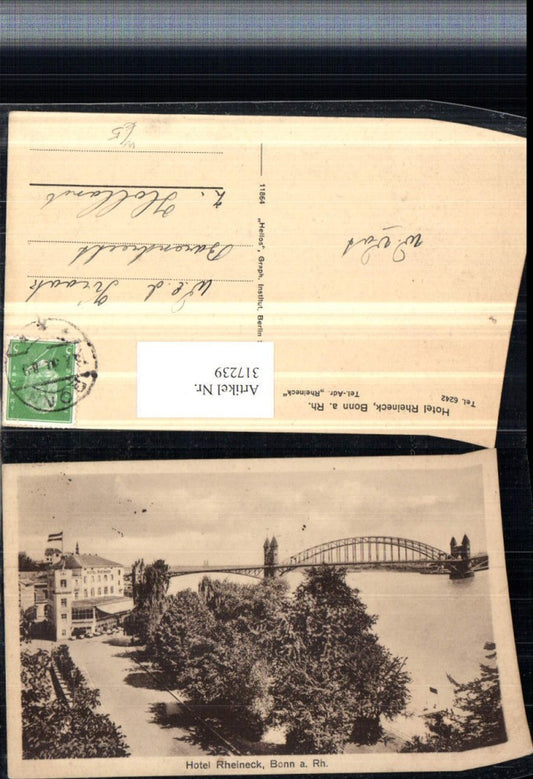 Hotel Rheineck, Bonn a. Rh.
Tel. 6242
Tel.-Adr. „Rheineck"
Artikel Nr.
317239
11864 „Helios", Graph. Institut, Berlin
Barendrecht
Holland
Hotel Rheineck, Bonn a. Rh.